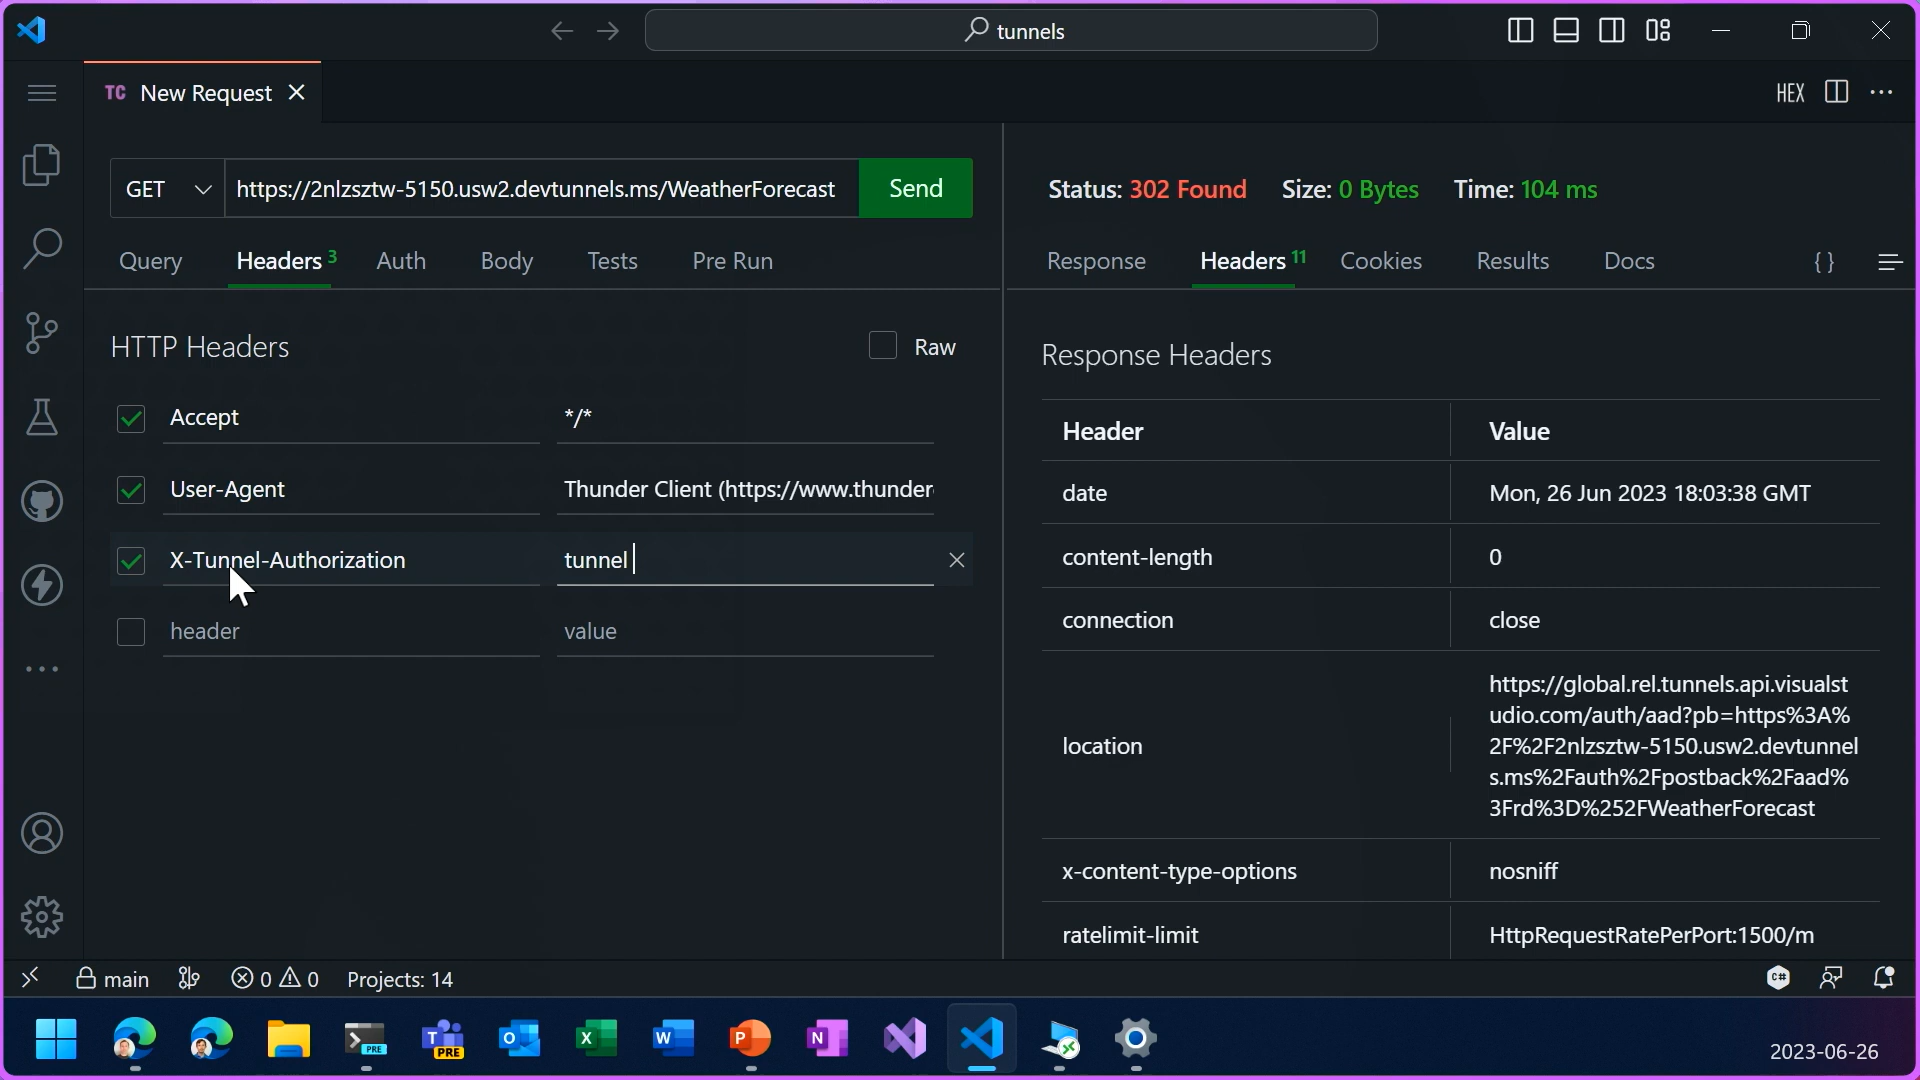 tunnels
TC New Request
HEX
GET https://2nlzsztw-5150.usw2.devtunnels.ms/WeatherForecast Send
Status: 302 Found Size: 0 Bytes Time: 104 ms
Query Headers 3 Auth Body Tests Pre Run
Response Headers 11 Cookies Results Docs { }
HTTP Headers Raw
Accept */*
User-Agent Thunder Client (https://www.thunder
X-Tunnel-Authorization tunnel
header value
Response Headers
Header Value
date Mon, 26 Jun 2023 18:03:38 GMT
content-length 0
connection close
location
https://global.rel.tunnels.api.visualst
udio.com/auth/aad?pb=https%3A%
2F%2F2nlzsztw-5150.usw2.devtunnel
s.ms%2Fauth%2Fpostback%2Faad%
3Frd%3D%252FWeatherForecast
x-content-type-options nosniff
ratelimit-limit HttpRequestRatePerPort:1500/m
main 0 0 Projects: 14
C#
PRE
T
PRE
O
X
W
P
N
2023-06-26